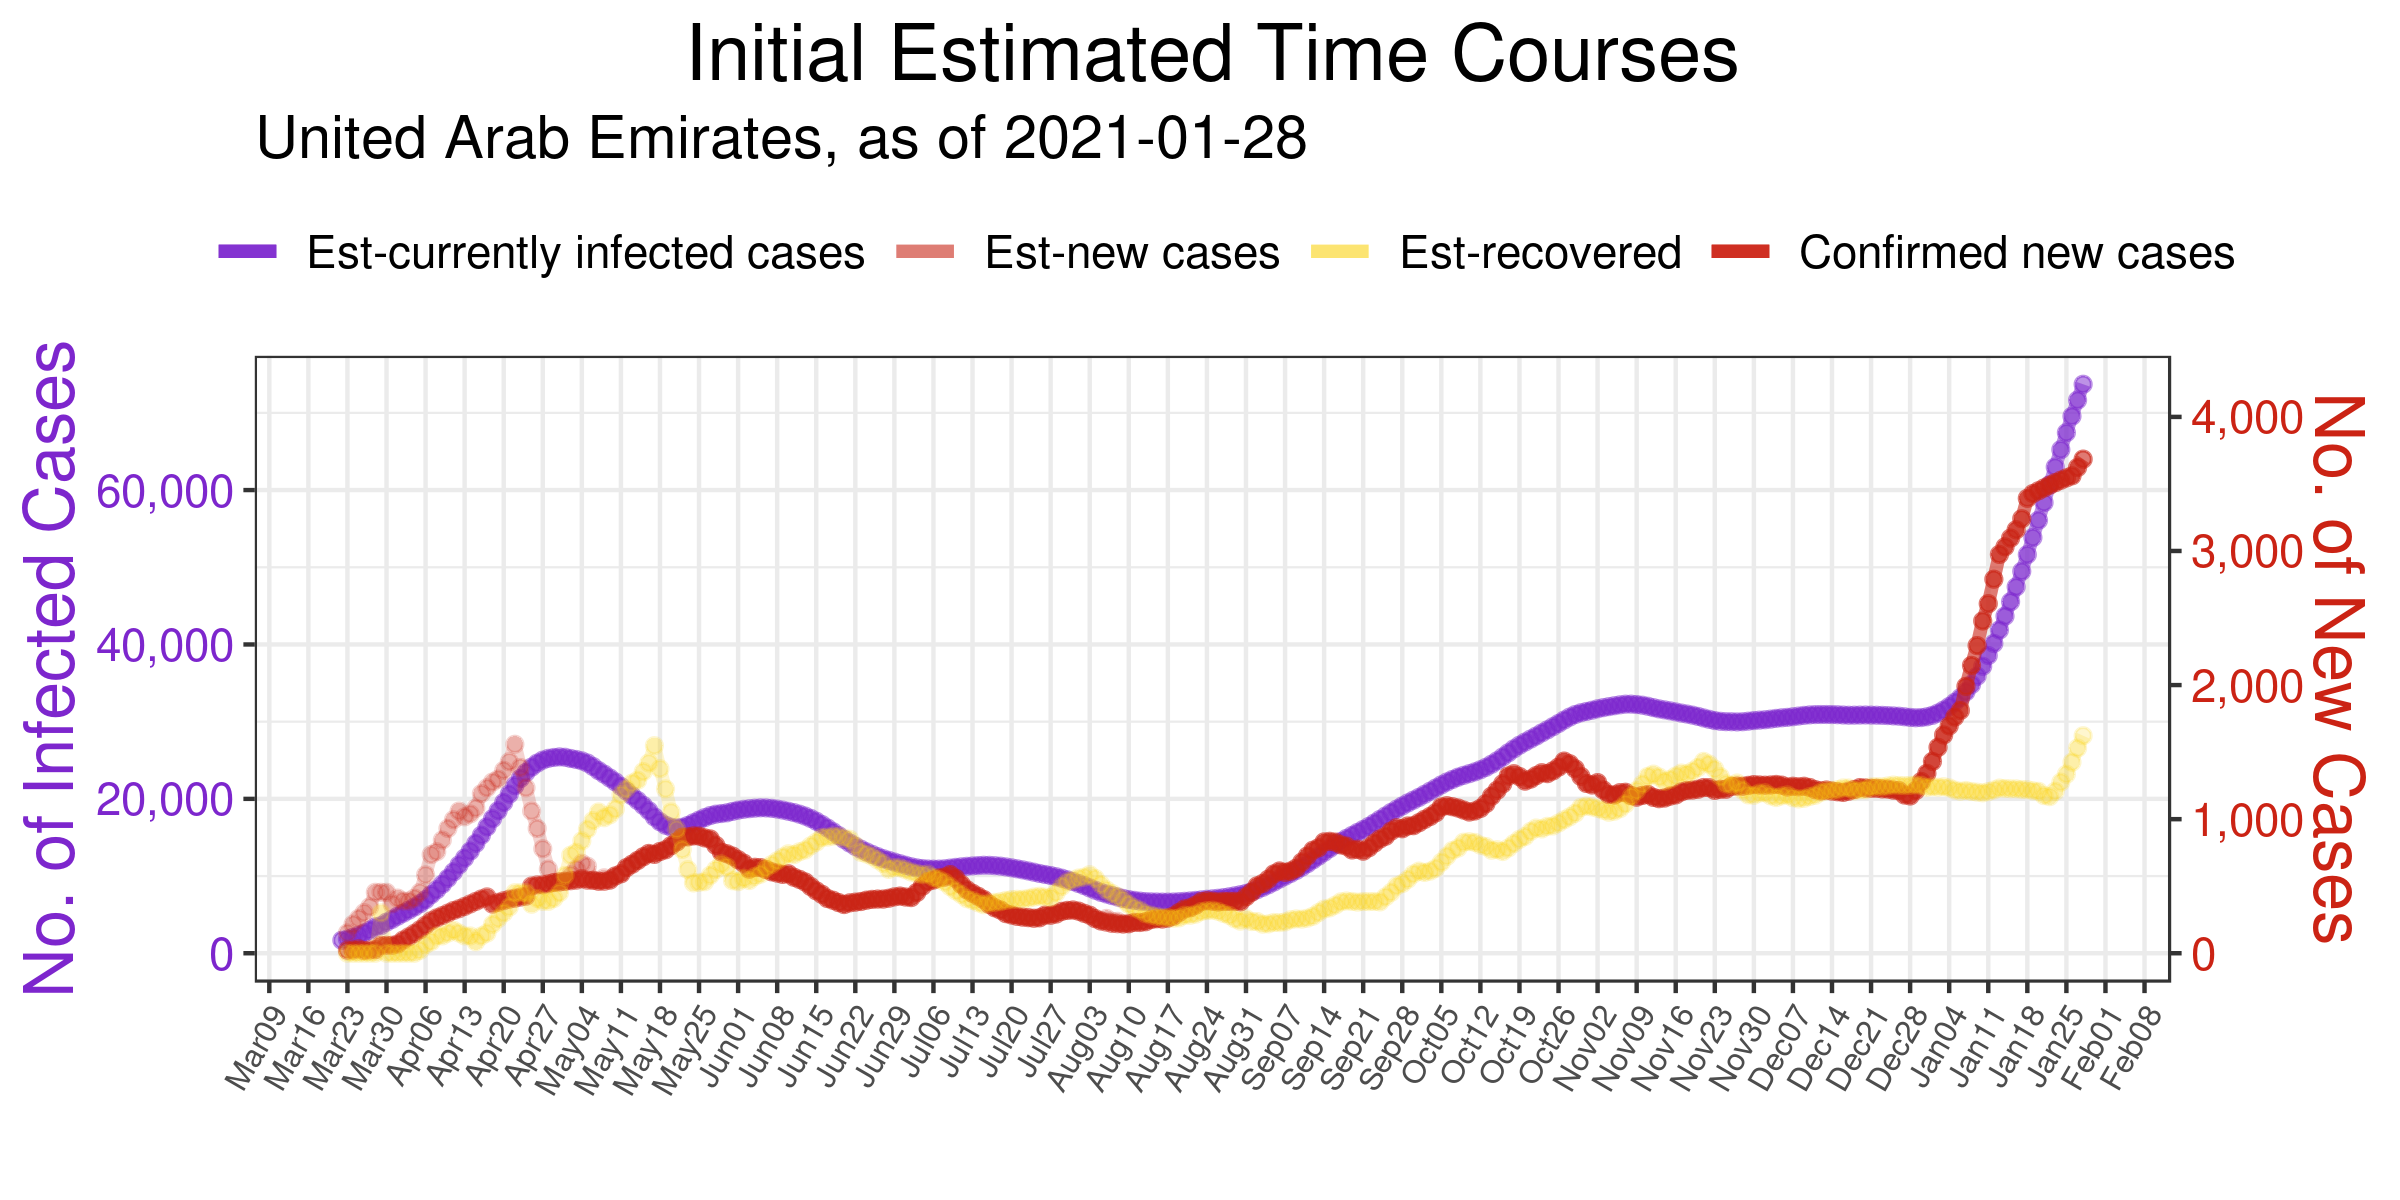 Initial Estimated Time Courses
United Arab Emirates, as of 2021-01-28
Est-currently infected cases Est-new cases Est-recovered Confirmed new cases
No. of Infected Cases
60,000
40,000
20,000
0
4,000
3,000
2,000
1,000
0
No. of New Cases
Mar09 Mar16 Mar23 Mar30 Apr06 Apr13 Apr20 Apr27 May04 May11 May18 May25 Jun01 Jun08 Jun15 Jun22 Jun29 Jul06 Jul13 Jul20 Jul27 Aug03 Aug10 Aug17 Aug24 Aug31 Sep07 Sep14 Sep21 Sep28 Oct05 Oct12 Oct19 Oct26 Nov02 Nov09 Nov16 Nov23 Nov30 Dec07 Dec14 Dec21 Dec28 Jan04 Jan11 Jan18 Jan25 Feb01 Feb08